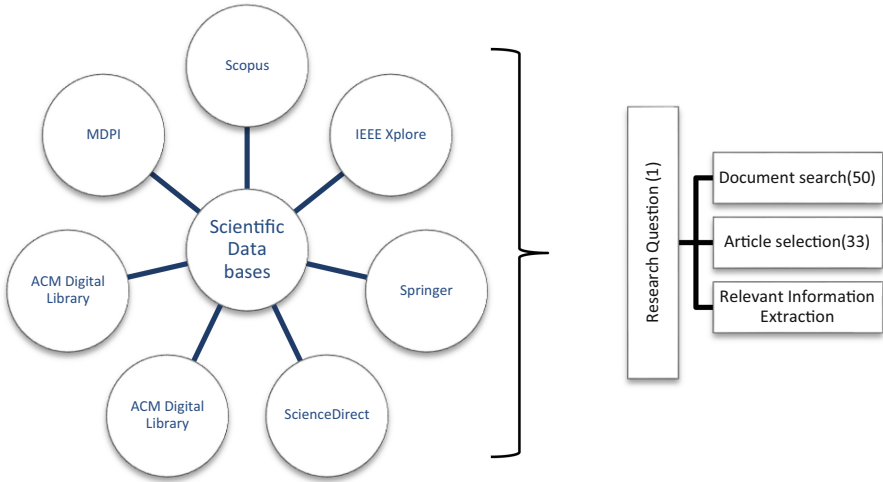 Scopus
IEEE Xplore
Springer
ScienceDirect
ACM Digital
Library
ACM Digital
Library
MDPI
Scientific
Data
bases
Research Question (1)
Document search(50)
Article selection(33)
Relevant Information
Extraction